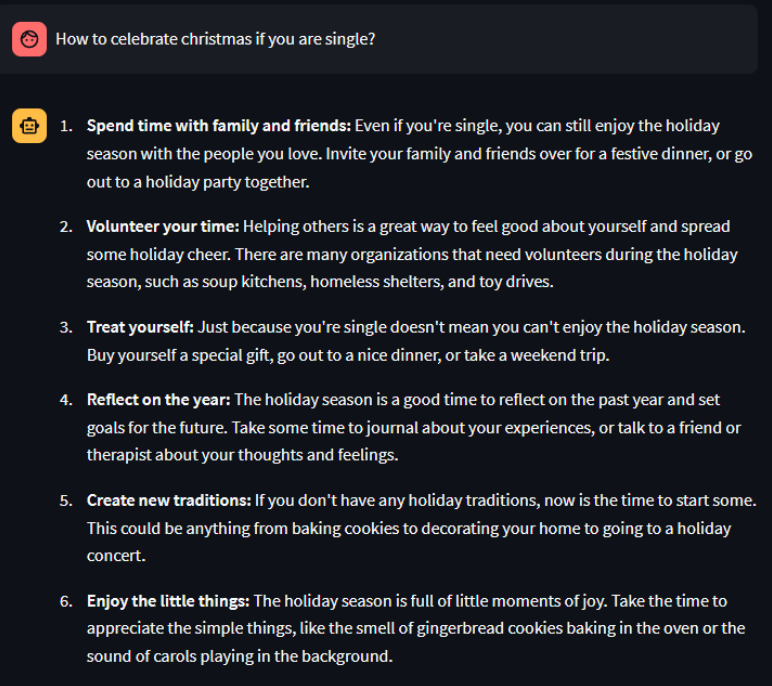 How to celebrate christmas if you are single?
1. Spend time with family and friends: Even if you're single, you can still enjoy the holiday
season with the people you love. Invite your family and friends over for a festive dinner, or go
out to a holiday party together.
2. Volunteer your time: Helping others is a great way to feel good about yourself and spread
some holiday cheer. There are many organizations that need volunteers during the holiday
season, such as soup kitchens, homeless shelters, and toy drives.
3. Treat yourself: Just because you're single doesn't mean you can't enjoy the holiday season.
Buy yourself a special gift, go out to a nice dinner, or take a weekend trip.
4. Reflect on the year: The holiday season is a good time to reflect on the past year and set
goals for the future. Take some time to journal about your experiences, or talk to a friend or
therapist about your thoughts and feelings.
5. Create new traditions: If you don't have any holiday traditions, now is the time to start some.
This could be anything from baking cookies to decorating your home to going to a holiday
concert.
6. Enjoy the little things: The holiday season is full of little moments of joy. Take the time to
appreciate the simple things, like the smell of gingerbread cookies baking in the oven or the
sound of carols playing in the background.